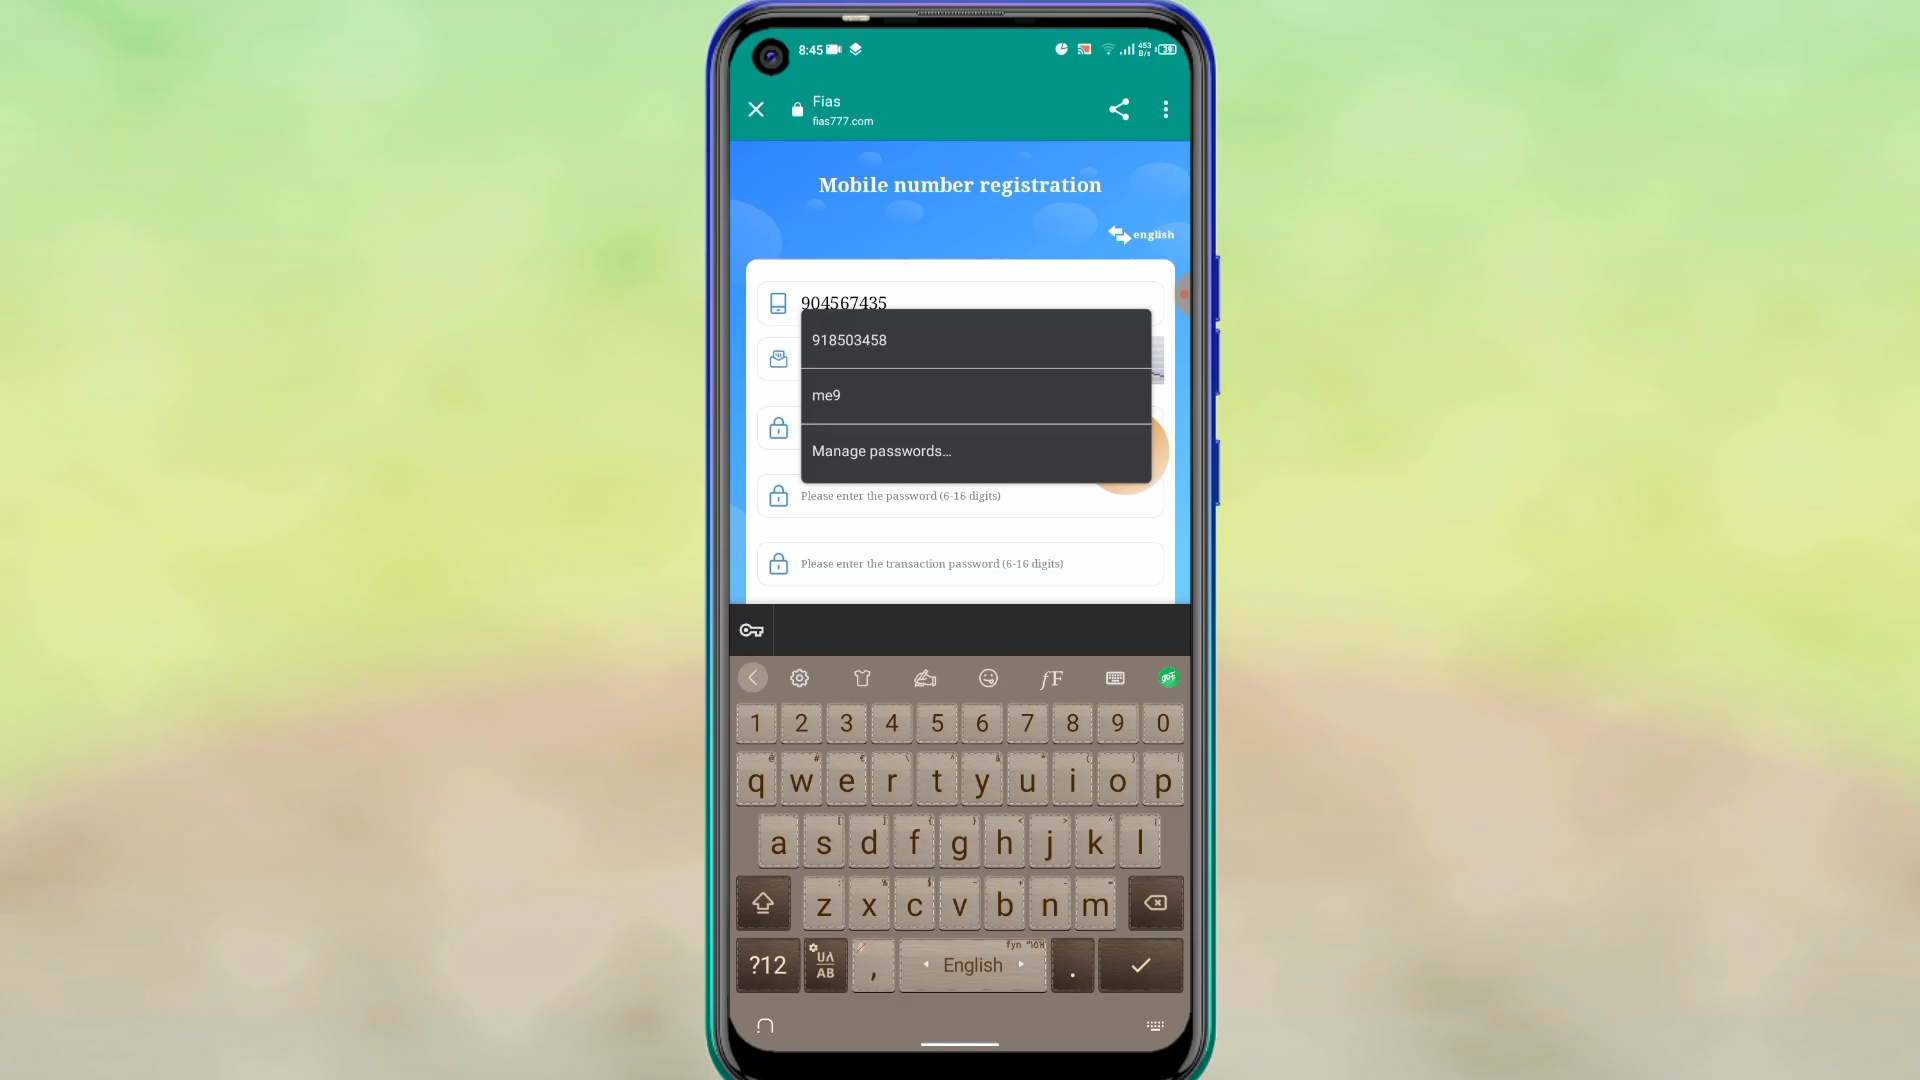 8:45
453
B/s
39
Fias
fias777.com
Mobile number registration
english
904567435
918503458
me9
Manage passwords...
Please enter the password (6-16 digits)
Please enter the transaction password (6-16 digits)
1 2 3 4 5 6 7 8 9 0
q w e r t y u i o p
a s d f g h j k l
z x c v b n m
?12
AB
,
English
.